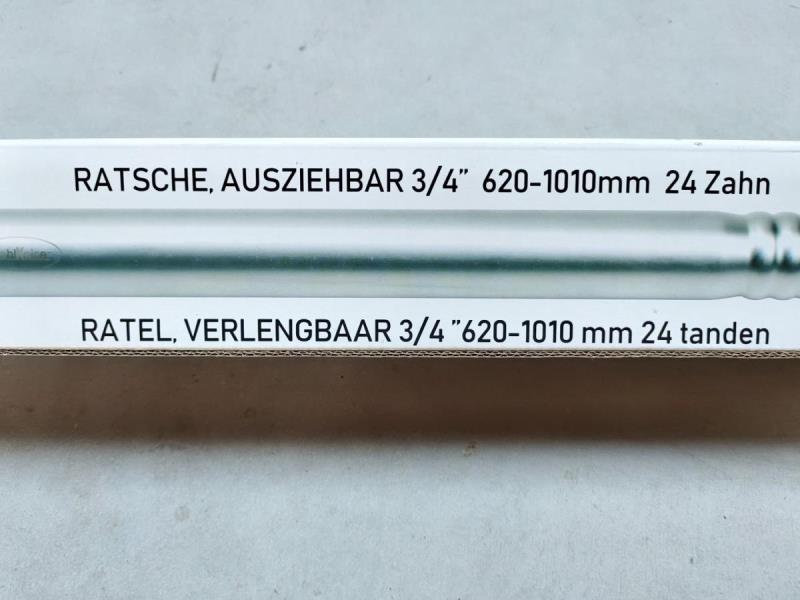 RATSCHE, AUSZIEHBAR 3/4” 620-1010mm 24 Zahn
RATEL, VERLENGBAAR 3/4 ”620-1010 mm 24 tanden